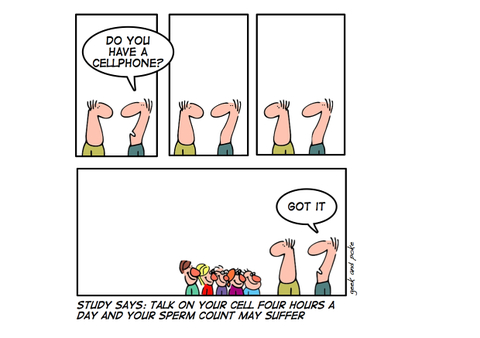 DO YOU
HAVE A
CELLPHONE?
GOT IT
geek and poke
STUDY SAYS: TALK ON YOUR CELL FOUR HOURS A
DAY AND YOUR SPERM COUNT MAY SUFFER